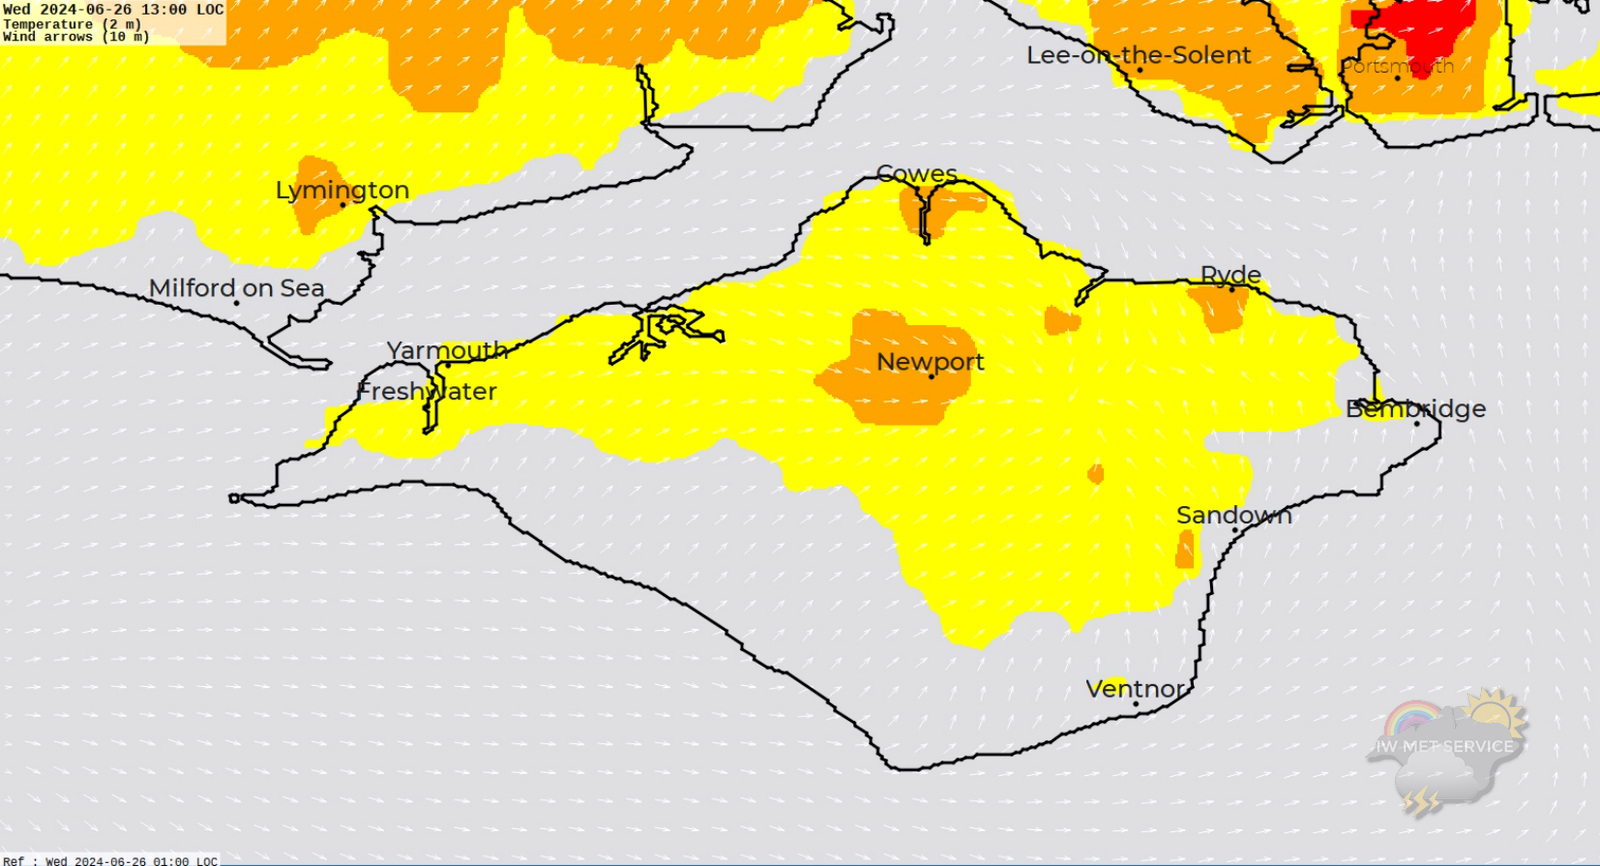 Wed 2024-06-26 13:00 LOC
Temperature (2 m)
Wind arrows (10 m)
Lee-on-the-Solent
Portsmouth
Cowes
Lymington
Ryde
Milford on Sea
Yarmouth
Newport
Freshwater
Bembridge
Sandown
Ventnor
IW MET SERVICE
Ref : Wed 2024-06-26 01:00 LOC